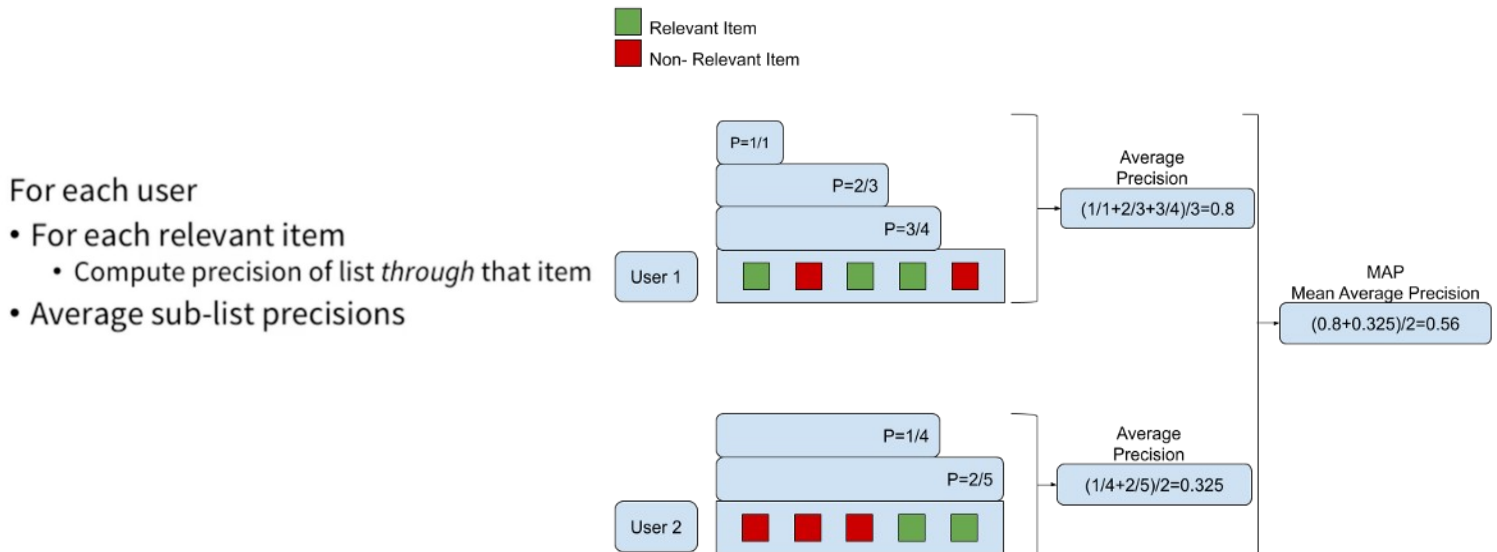 Relevant Item
Non- Relevant Item
For each user
• For each relevant item
• Compute precision of list through that item
• Average sub-list precisions
P=1/1
P=2/3
P=3/4
User 1
Average
Precision
(1/1+2/3+3/4)/3=0.8
MAP
Mean Average Precision
(0.8+0.325)/2=0.56
P=1/4
P=2/5
User 2
Average
Precision
(1/4+2/5)/2=0.325